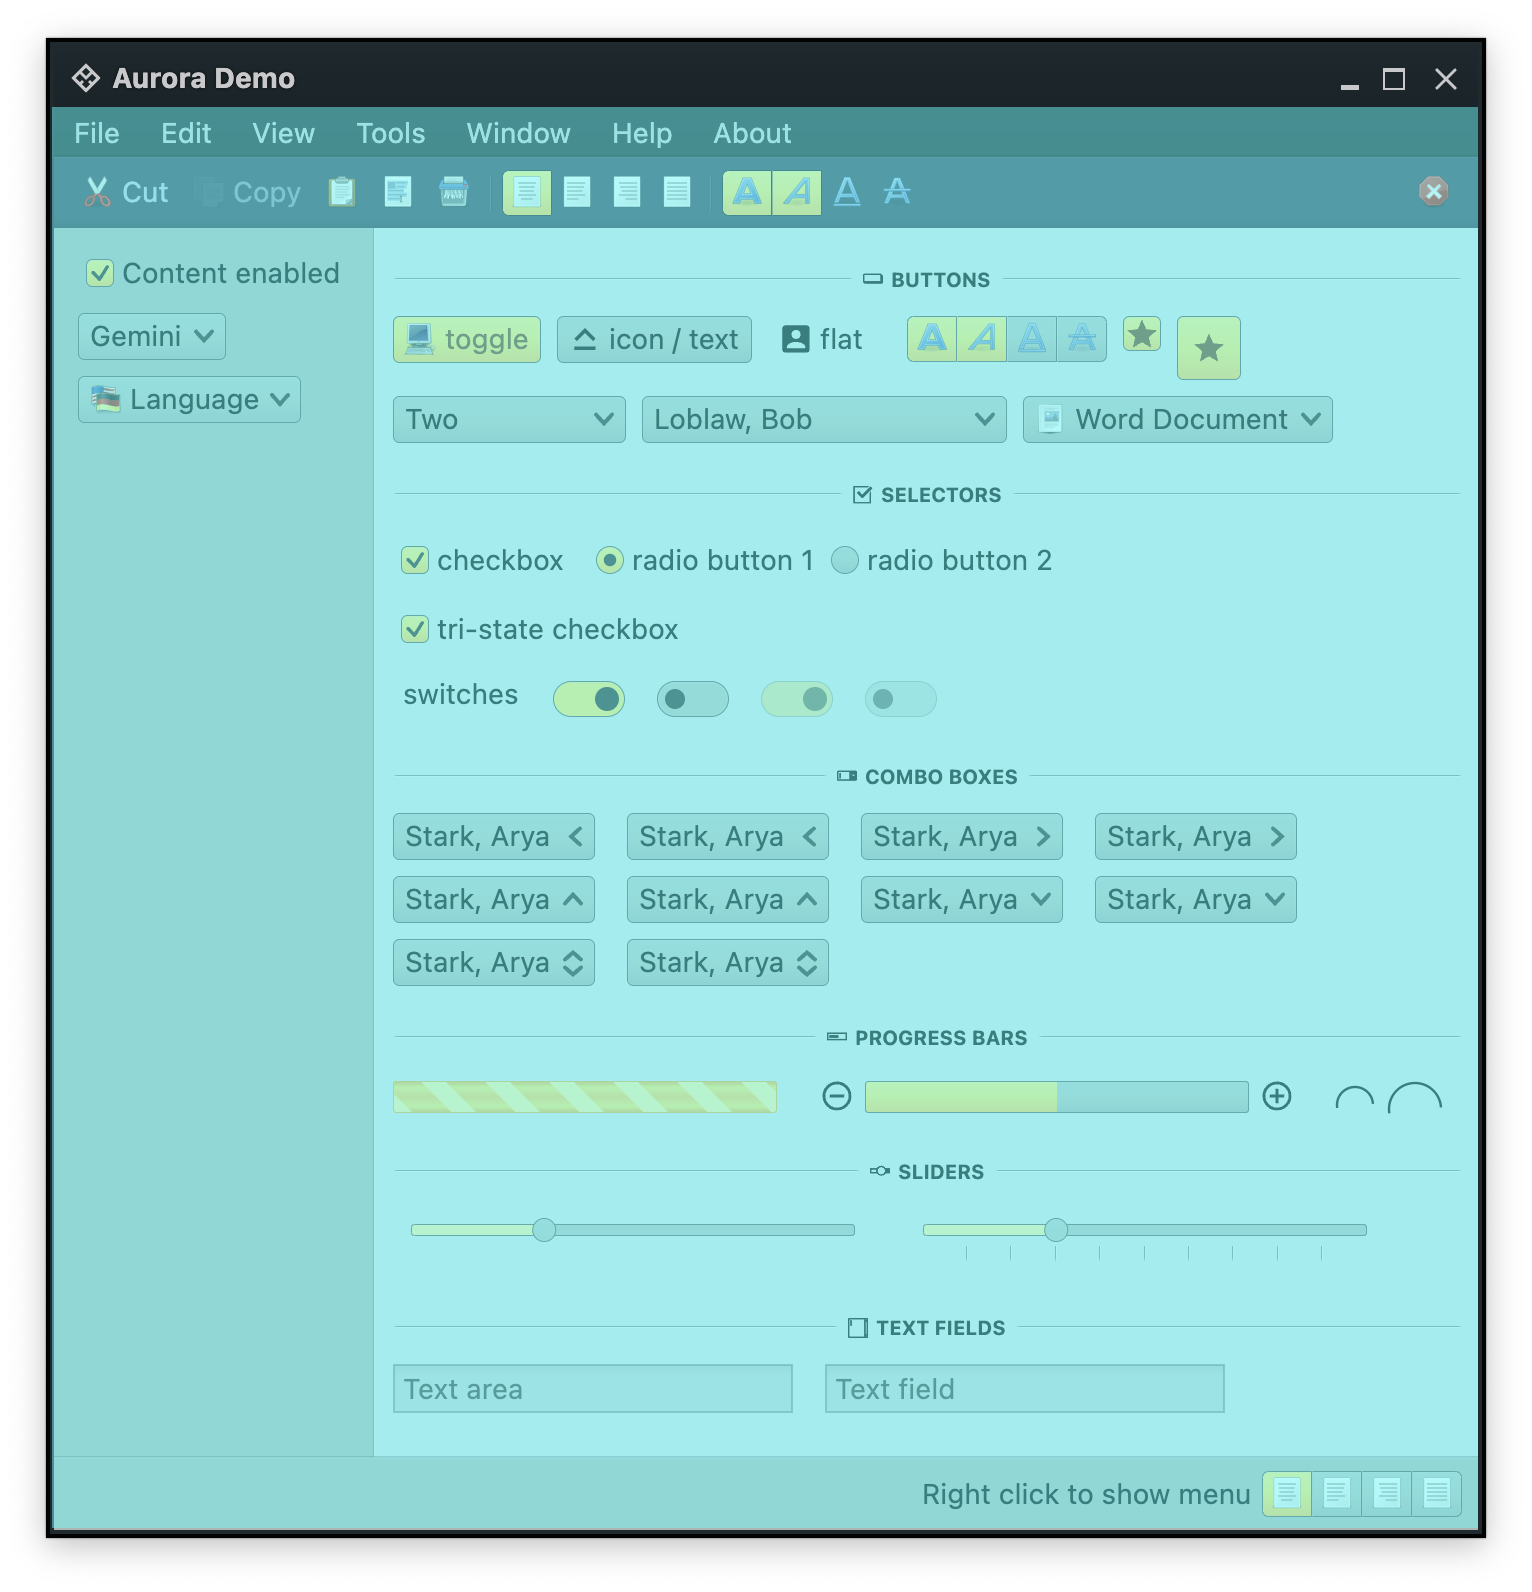 Aurora Demo
File Edit View Tools Window Help About
Cut Copy
Content enabled
Gemini
Language
BUTTONS
toggle icon / text flat
Two Loblaw, Bob Word Document
SELECTORS
checkbox radio button 1 radio button 2
tri-state checkbox
switches
COMBO BOXES
Stark, Arya Stark, Arya Stark, Arya Stark, Arya
Stark, Arya Stark, Arya Stark, Arya Stark, Arya
Stark, Arya Stark, Arya
PROGRESS BARS
SLIDERS
TEXT FIELDS
Text area Text field
Right click to show menu